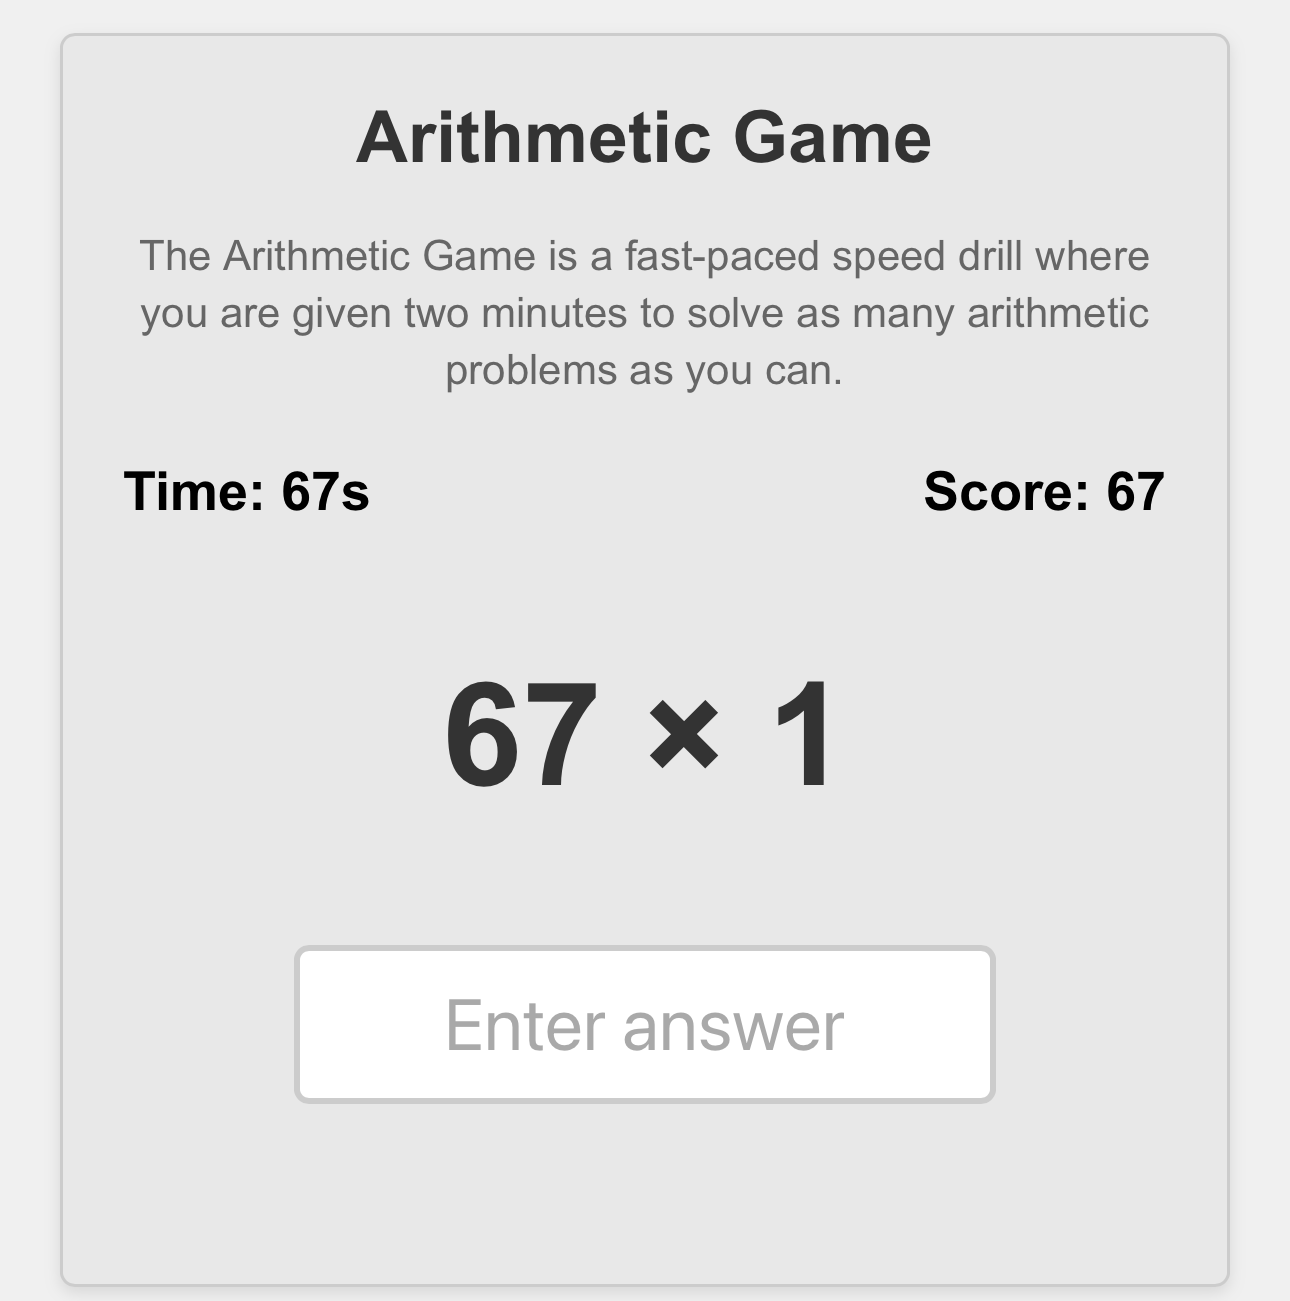 Arithmetic Game
The Arithmetic Game is a fast-paced speed drill where
you are given two minutes to solve as many arithmetic
problems as you can.
Time: 67s
Score: 67
67 × 1
Enter answer